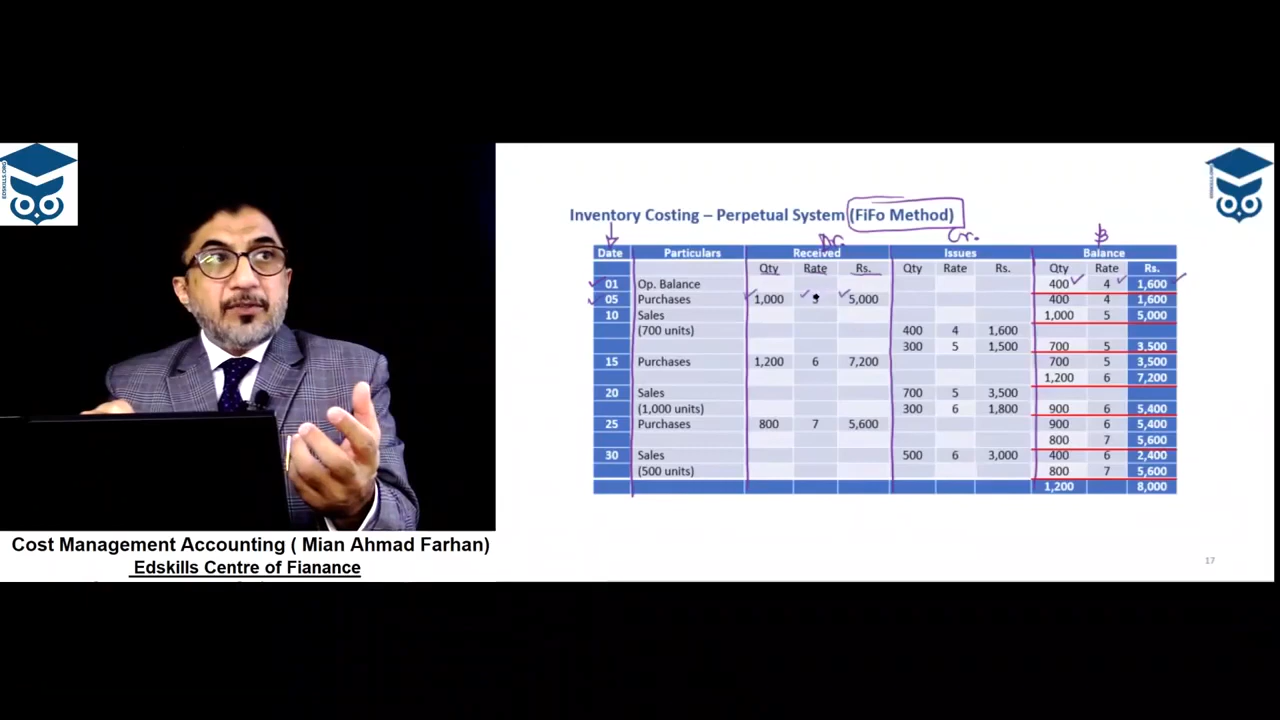 EDSKILLS.ORG
EDSKILLS.ORG
Inventory Costing – Perpetual System (FiFo Method)
Dr. Cr. B
Date Particulars Received Issues Balance
Qty Rate Rs. Qty Rate Rs. Qty Rate Rs.
01 Op. Balance 400 4 1,600
05 Purchases 1,000 5 5,000 400 4 1,600
10 Sales 1,000 5 5,000
(700 units) 400 4 1,600
300 5 1,500 700 5 3,500
15 Purchases 1,200 6 7,200 700 5 3,500
1,200 6 7,200
20 Sales 700 5 3,500
(1,000 units) 300 6 1,800 900 6 5,400
25 Purchases 800 7 5,600 900 6 5,400
800 7 5,600
30 Sales 500 6 3,000 400 6 2,400
(500 units) 800 7 5,600
1,200 8,000
17
Cost Management Accounting ( Mian Ahmad Farhan)
Edskills Centre of Fianance